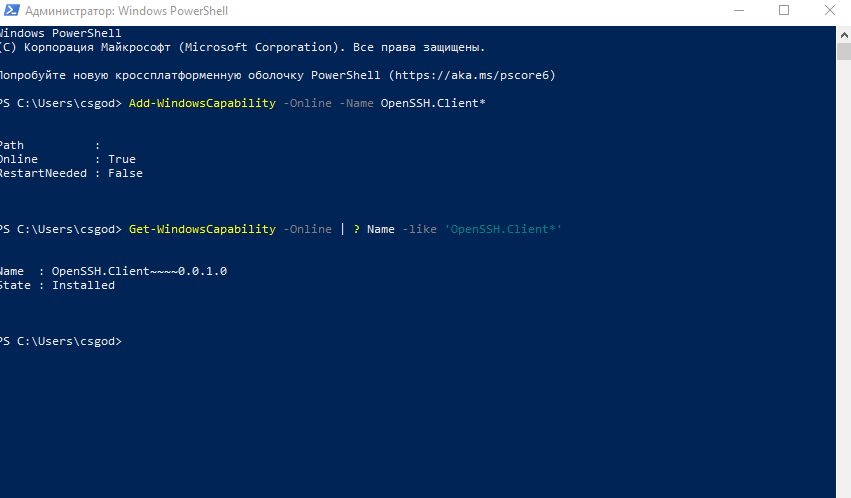 Администратор: Windows PowerShell
Windows PowerShell
(C) Корпорация Майкрософт (Microsoft Corporation). Все права защищены.
Попробуйте новую кроссплатформенную оболочку PowerShell (https://aka.ms/pscore6)
PS C:\Users\csgod> Add-WindowsCapability -Online -Name OpenSSH.Client*
Path          :
Online        : True
RestartNeeded : False
PS C:\Users\csgod> Get-WindowsCapability -Online | ? Name -like 'OpenSSH.Client*'
Name  : OpenSSH.Client~~~~0.0.1.0
State : Installed
PS C:\Users\csgod>